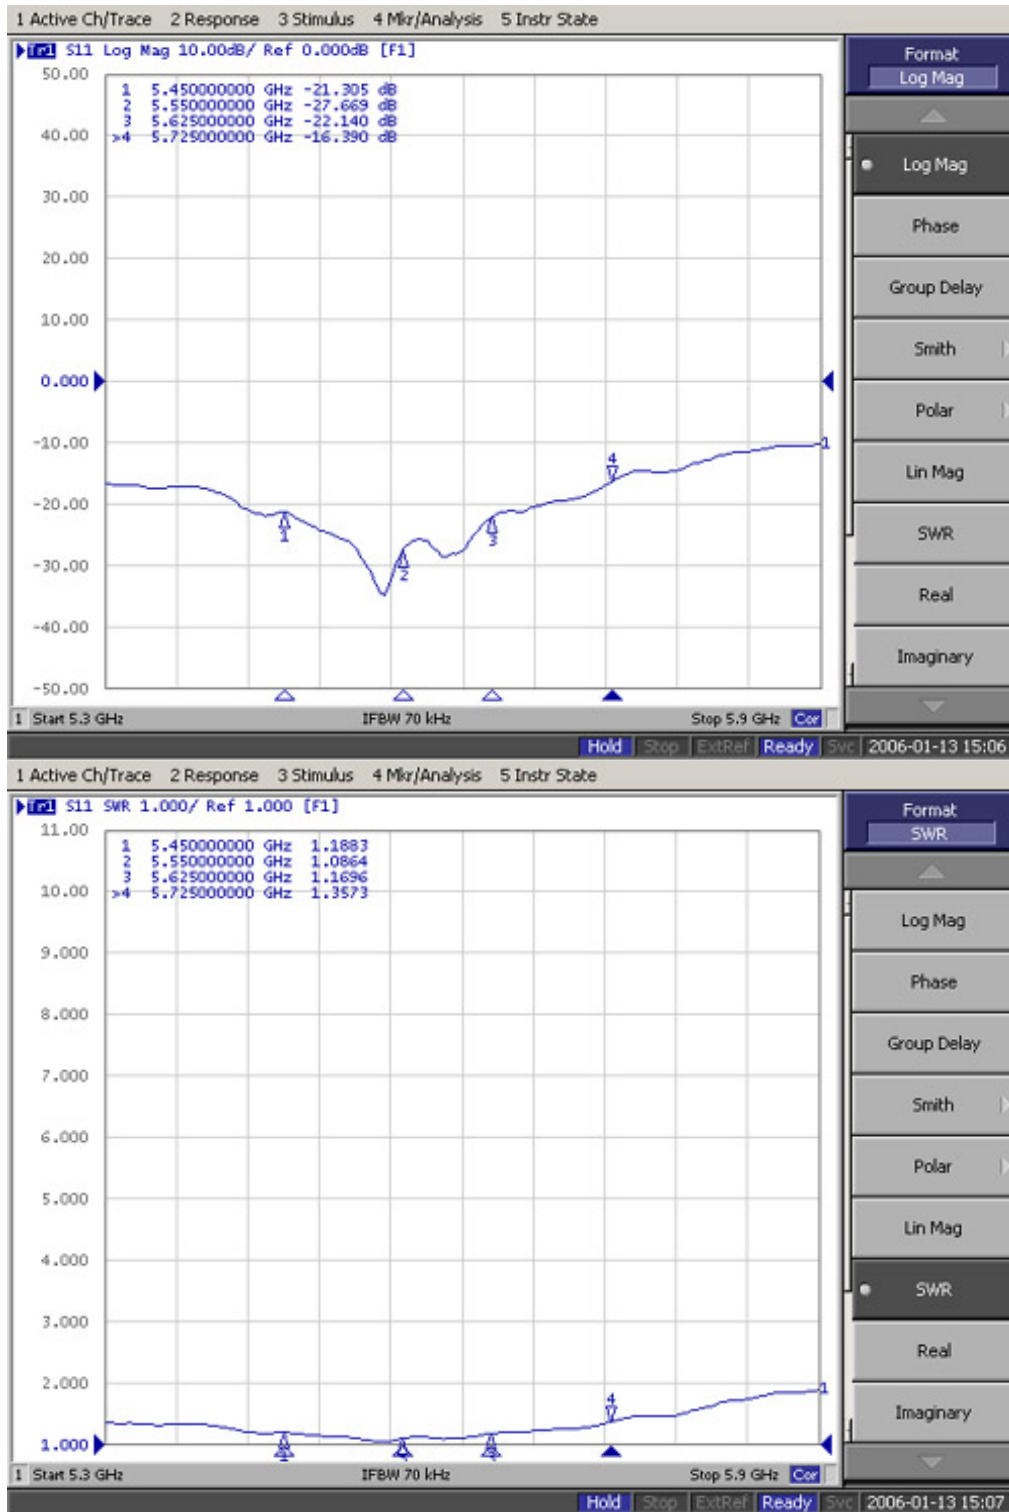 1 Active Ch/Trace 2 Response 3 Stimulus 4 Mkr/Analysis 5 Instr State
Tr1 S11 Log Mag 10.00dB/ Ref 0.000dB [F1]
50.00
1 5.450000000 GHz -21.305 dB
2 5.550000000 GHz -27.669 dB
3 5.625000000 GHz -22.140 dB
>4 5.725000000 GHz -16.390 dB
40.00
30.00
20.00
10.00
0.000
-10.00
-20.00
-30.00
-40.00
-50.00
4
1
1
2
3
1 Start 5.3 GHz IFBW 70 kHz Stop 5.9 GHz Cor
Format
Log Mag
Log Mag
Phase
Group Delay
Smith
Polar
Lin Mag
SWR
Real
Imaginary
Hold Stop ExtRef Ready Svc 2006-01-13 15:06
1 Active Ch/Trace 2 Response 3 Stimulus 4 Mkr/Analysis 5 Instr State
Tr1 S11 SWR 1.000/ Ref 1.000 [F1]
11.00
1 5.450000000 GHz 1.1883
2 5.550000000 GHz 1.0864
3 5.625000000 GHz 1.1696
>4 5.725000000 GHz 1.3573
10.00
9.000
8.000
7.000
6.000
5.000
4.000
3.000
2.000
1.000
4
1
1 Start 5.3 GHz IFBW 70 kHz Stop 5.9 GHz Cor
Format
SWR
Log Mag
Phase
Group Delay
Smith
Polar
Lin Mag
SWR
Real
Imaginary
Hold Stop ExtRef Ready Svc 2006-01-13 15:07